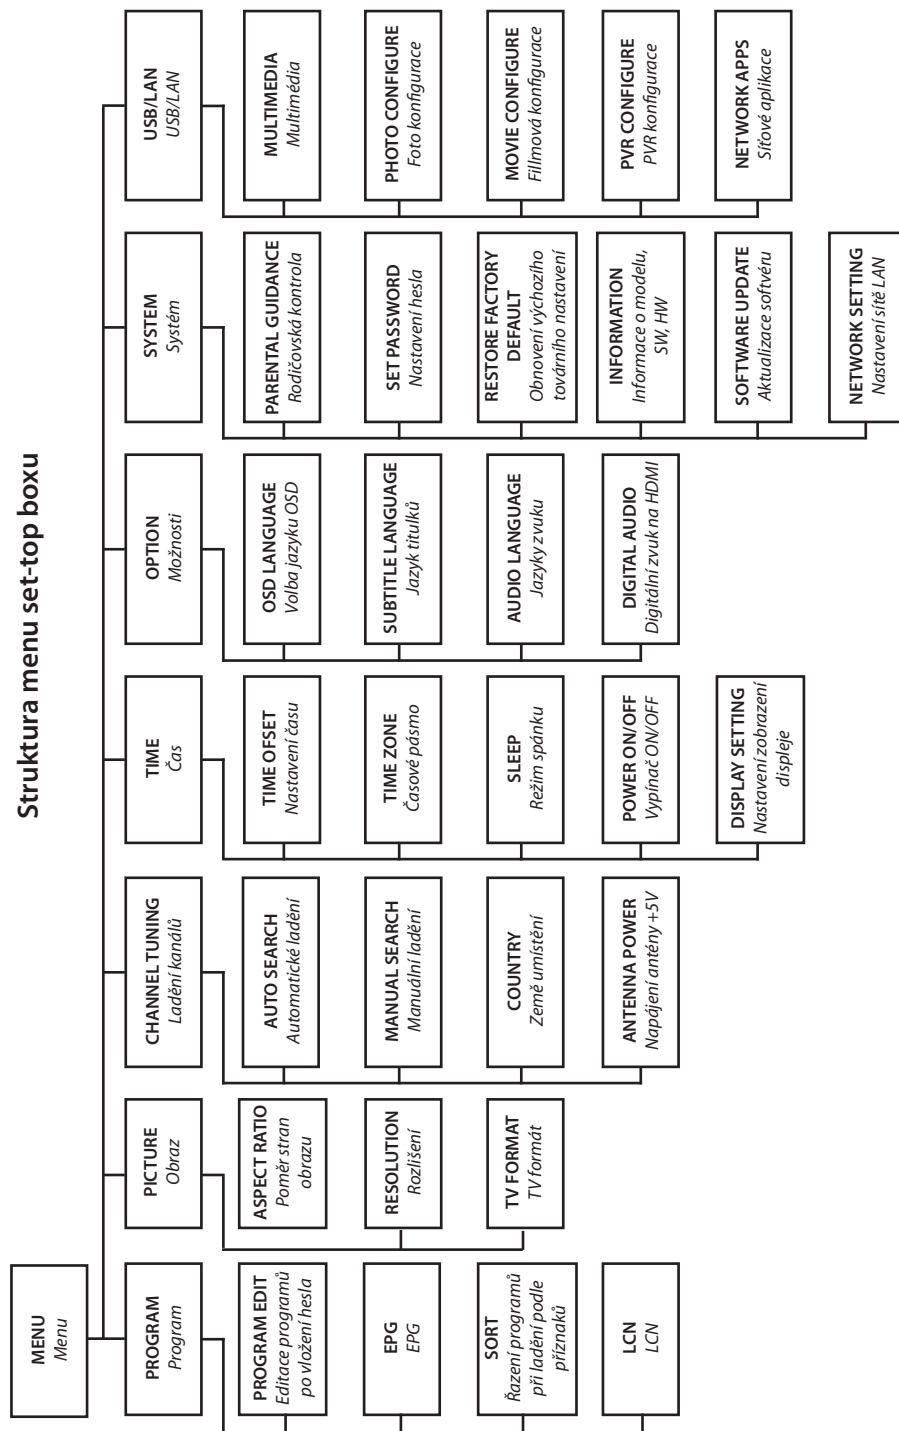 Struktura menu set-top boxu
MENU
Menu
PROGRAM
Program
PROGRAM EDIT
Editace programů
po vložení hesla
EPG
EPG
SORT
Řazení programů
při ladění podle
příznaků
LCN
LCN
PICTURE
Obraz
ASPECT RATIO
Poměr stran
obrazu
RESOLUTION
Rozlišení
TV FORMAT
TV formát
CHANNEL TUNING
Ladění kanálů
AUTO SEARCH
Automatické ladění
MANUAL SEARCH
Manuální ladění
COUNTRY
Země umístění
ANTENNA POWER
Napájení antény +5V
TIME
Čas
TIME OFSET
Nastavení času
TIME ZONE
Časové pásmo
SLEEP
Režim spánku
POWER ON/OFF
Vypínač ON/OFF
DISPLAY SETTING
Nastavení zobrazení
displeje
OPTION
Možnosti
OSD LANGUAGE
Volba jazyku OSD
SUBTITLE LANGUAGE
Jazyk titulků
AUDIO LANGUAGE
Jazyky zvuku
DIGITAL AUDIO
Digitální zvuk na HDMI
SYSTEM
Systém
PARENTAL GUIDANCE
Rodičovská kontrola
SET PASSWORD
Nastavení hesla
RESTORE FACTORY
DEFAULT
Obnovení výchozího
továrního nastavení
INFORMATION
Informace o modelu,
SW, HW
SOFTWARE UPDATE
Aktualizace softvéru
NETWORK SETTING
Nastavení sítě LAN
USB/LAN
USB/LAN
MULTIMEDIA
Multimédia
PHOTO CONFIGURE
Foto konfigurace
MOVIE CONFIGURE
Fillmová konfigurace
PVR CONFIGURE
PVR konfigurace
NETWORK APPS
Síťové aplikace